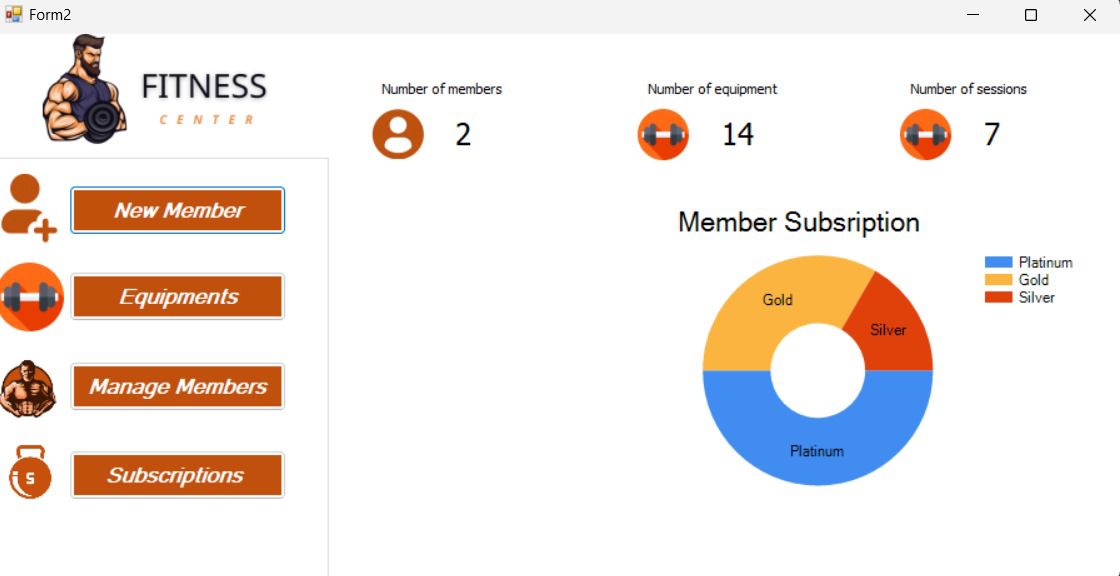 Form2
FITNESS
CENTER
New Member
Equipments
Manage Members
S
Subscriptions
Number of members
2
Number of equipment
14
Number of sessions
7
Member Subsription
Gold
Silver
Platinum
Platinum
Gold
Silver